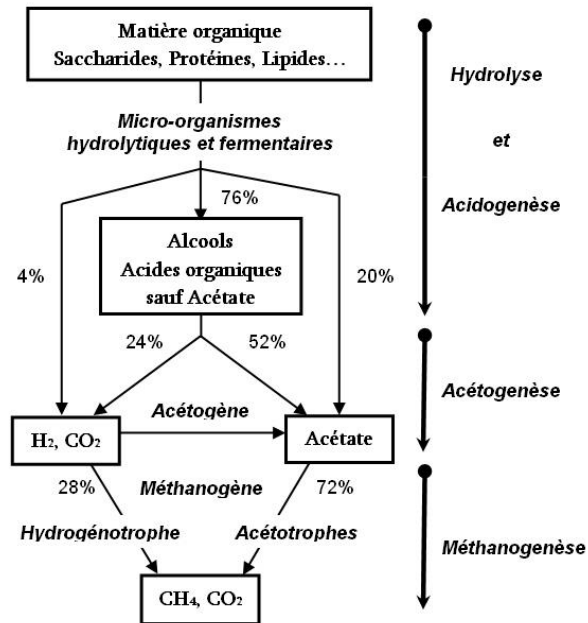 Matière organique
Saccharides, Protéines, Lipides...
Hydrolyse
Micro-organismes
hydrolytiques et fermentaires
et
76%
Acidogenèse
Alcools
Acides organiques
sauf Acétate
4%
20%
24%
52%
Acétogenèse
Acétogène
H2, CO2
Acétate
28%
Méthanogène
72%
Hydrogénotrophe
Acétotrophes
Méthanogenèse
CH4, CO2